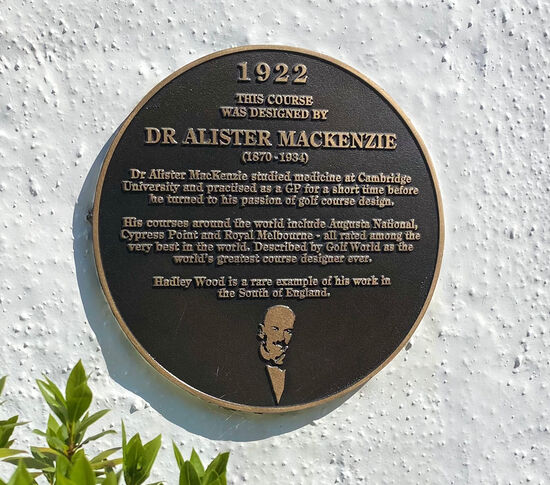 1922
THIS COURSE
WAS DESIGNED BY
DR ALISTER MACKENZIE
(1870-1934)
Dr Alister MacKenzie studied medicine at Cambridge
University and practised as a GP for a short time before
he turned to his passion of golf course design.
His courses around the world include Augusta National,
Cypress Point and Royal Melbourne - all rated among the
very best in the world. Described by Golf World as the
world's greatest course designer ever.
Hadley Wood is a rare example of his work in
the South of England.